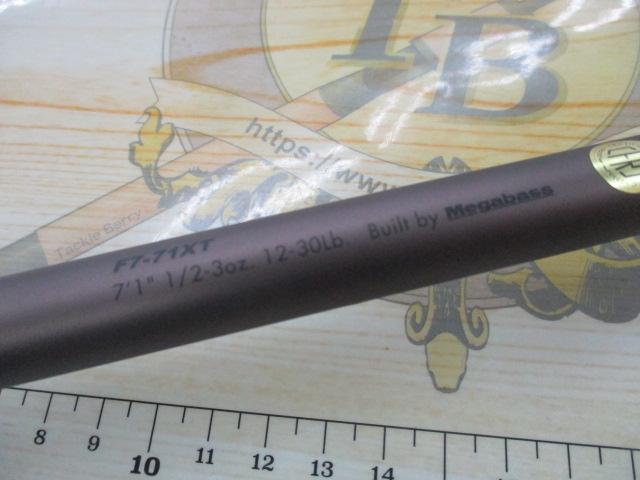 TB
https://www.
Tackle Berry
F7-71XT
7'1" 1/2-3oz. 12-30Lb. Built by Megabass
8 9 10 11 12 13 14